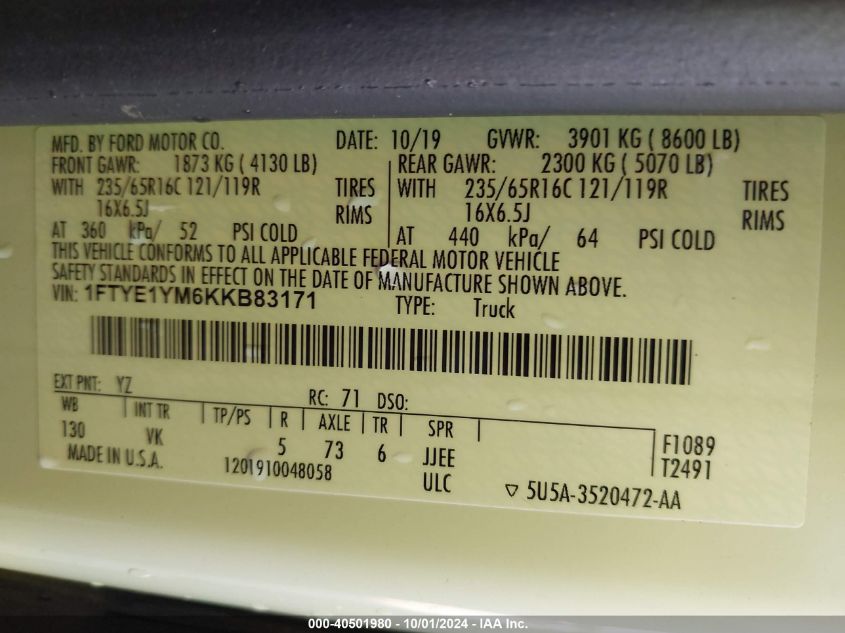 MFD. BY FORD MOTOR CO. DATE: 10/19 GVWR: 3901 KG ( 8600 LB)
FRONT GAWR: 1873 KG ( 4130 LB) REAR GAWR: 2300 KG ( 5070 LB)
WITH 235/65R16C 121/119R TIRES WITH 235/65R16C 121/119R TIRES
16X6.5J RIMS 16X6.5J RIMS
AT 360 kPa/ 52 PSI COLD AT 440 kPa/ 64 PSI COLD
THIS VEHICLE CONFORMS TO ALL APPLICABLE FEDERAL MOTOR VEHICLE
SAFETY STANDARDS IN EFFECT ON THE DATE OF MANUFACTURE SHOWN ABOVE.
VIN: 1FTYE1YM6KKB83171 TYPE: Truck
EXT PNT: YZ RC: 71 DSO:
WB INT TR TP/PS R AXLE TR SPR
130 VK 5 73 6 JJEE F1089
MADE IN U.S.A. 1201910048058 ULC T2491
5U5A-3520472-AA
000-40501980 - 10/01/2024 - IAA Inc.